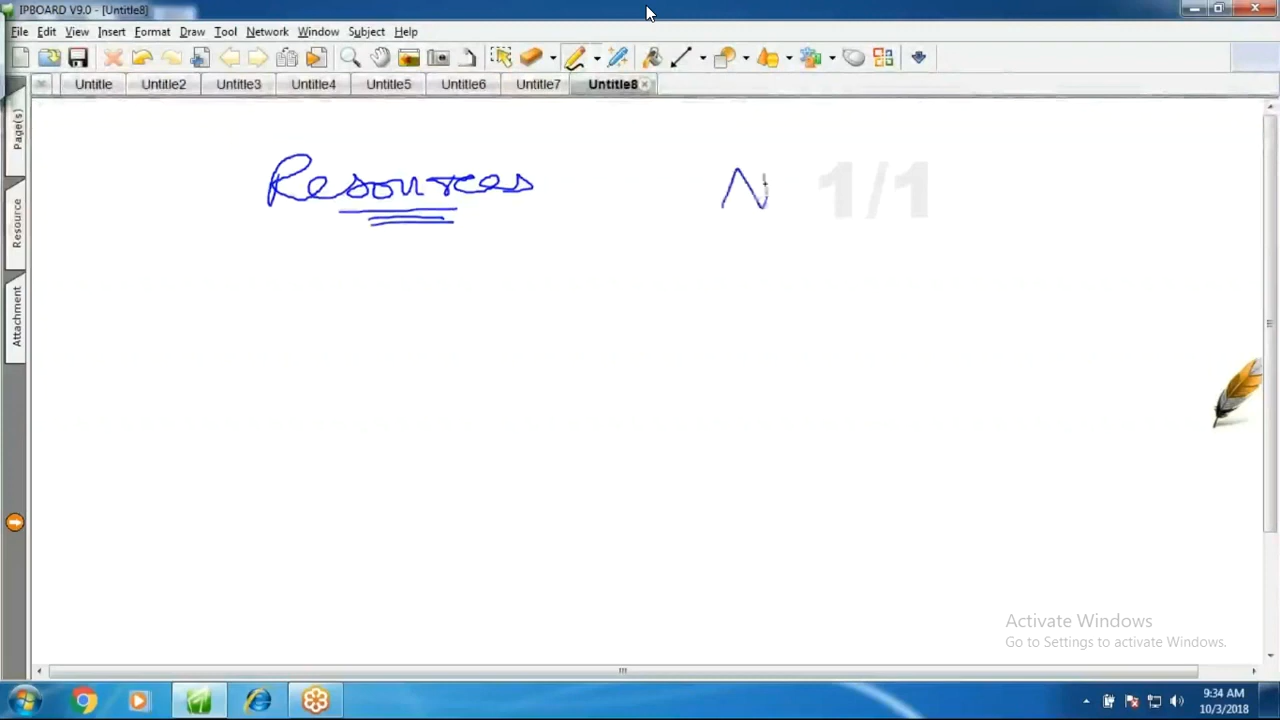 IPBOARD V9.0 - [Untitle8]
File Edit View Insert Format Draw Tool Network Window Subject Help
Untitle Untitle2 Untitle3 Untitle4 Untitle5 Untitle6 Untitle7 Untitle8
Page(s)
Resource
Attachment
Resources N 1/1
Activate Windows
Go to Settings to activate Windows.
9:34 AM
10/3/2018